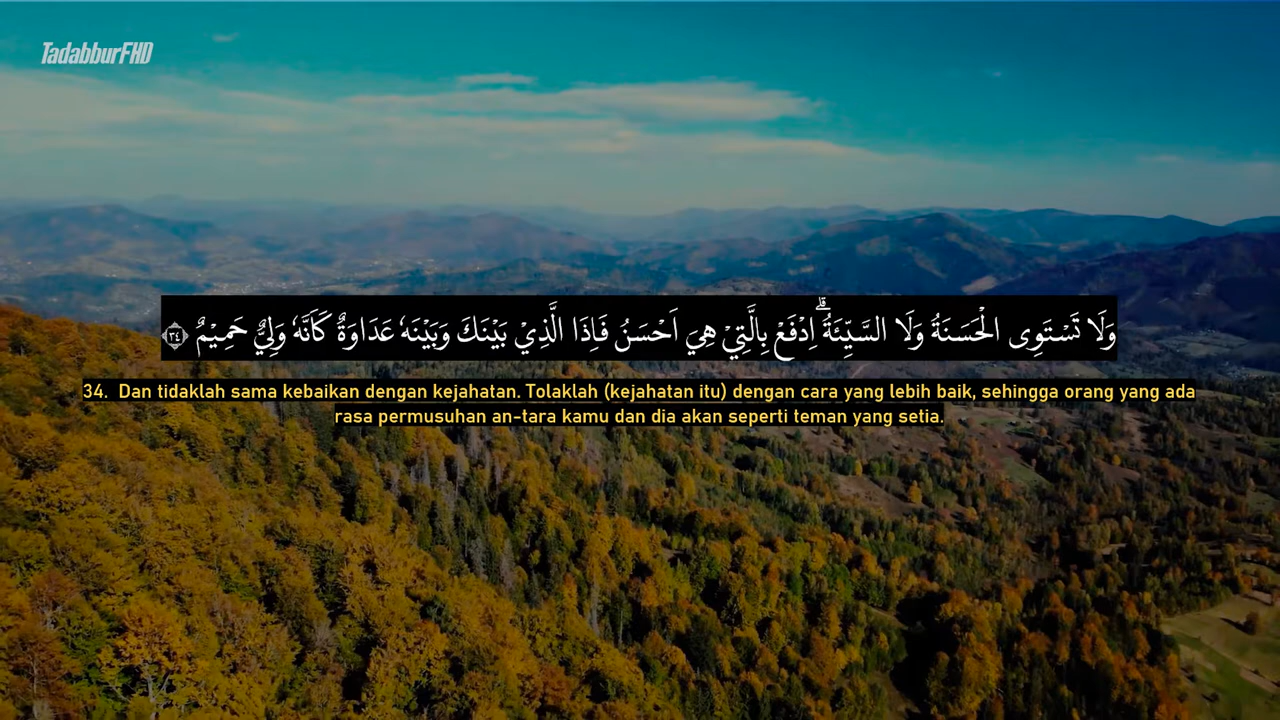 TadabburFHD
وَلَا تَسْتَوِى الْحَسَنَةُ وَلَا السَّيِّئَةُ ۗاِدْفَعْ بِالَّتِيْ هِيَ اَحْسَنُ فَاِذَا الَّذِيْ بَيْنَكَ وَبَيْنَهٗ عَدَاوَةٌ كَاَنَّهٗ وَلِيٌّ حَمِيْمٌ ٣٤
34. Dan tidaklah sama kebaikan dengan kejahatan. Tolaklah (kejahatan itu) dengan cara yang lebih baik, sehingga orang yang ada
rasa permusuhan an-tara kamu dan dia akan seperti teman yang setia.